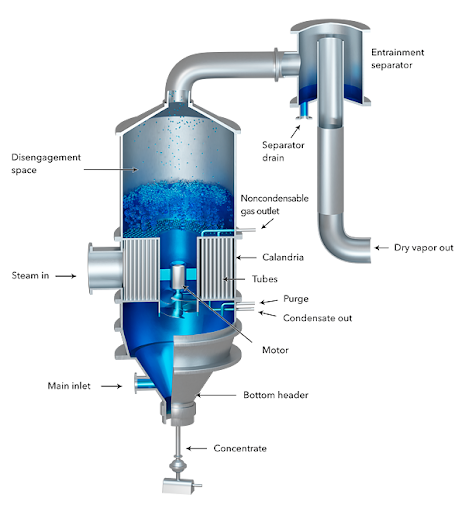 Entrainment
separator
Separator
drain
Disengagement
space
Noncondensable
gas outlet
Dry vapor out
Calandria
Steam in
Tubes
Purge
Condensate out
Motor
Main inlet
Bottom header
Concentrate